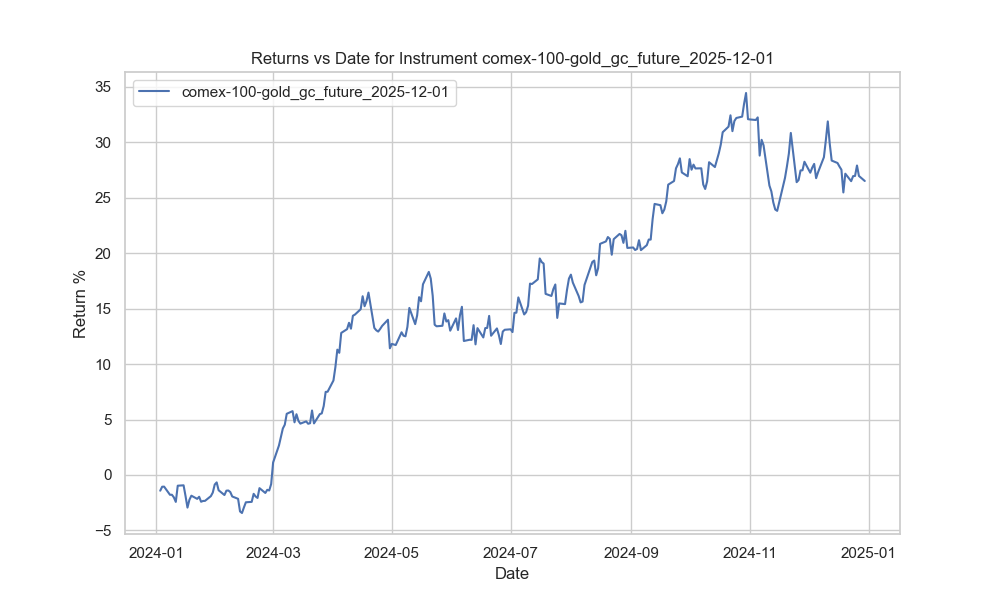 Returns vs Date for Instrument comex-100-gold_gc_future_2025-12-01
comex-100-gold_gc_future_2025-12-01
Return %
35
30
25
20
15
10
5
0
−5
2024-01 2024-03 2024-05 2024-07 2024-09 2024-11 2025-01
Date